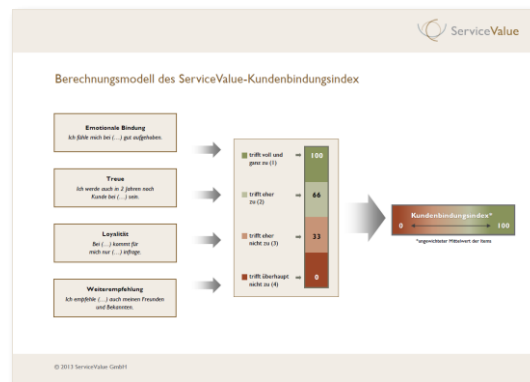 ServiceValue
Berechnungsmodell des ServiceValue-Kundenbindungsindex
Emotionale Bindung
Ich fühle mich bei (...) gut aufgehoben.
Treue
Ich werde auch in 2 Jahren noch
Kunde bei (...) sein.
Loyalität
Bei (...) kommt für
mich nur (...) infrage.
Weiterempfehlung
Ich empfehle (...) auch meinen Freunden
und Bekannten.
trifft voll und
ganz zu (1)
100
trifft eher
zu (2)
66
trifft eher
nicht zu (3)
33
trifft überhaupt
nicht zu (4)
0
Kundenbindungsindex*
0 100
*ungewichteter Mittelwert der Items
© 2013 ServiceValue GmbH